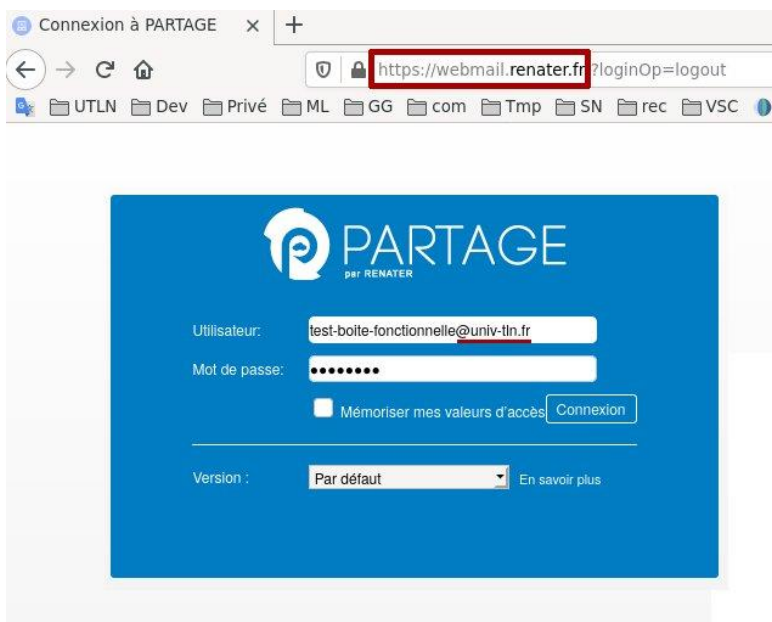 Connexion à PARTAGE
https://webmail.renater.fr/?loginOp=logout
UTLN Dev Privé ML GG com Tmp SN rec VSC
PARTAGE
par RENATER
Utilisateur: test-boite-fonctionnelle@univ-tln.fr
Mot de passe: ••••••••
Mémoriser mes valeurs d'accès Connexion
Version : Par défaut En savoir plus